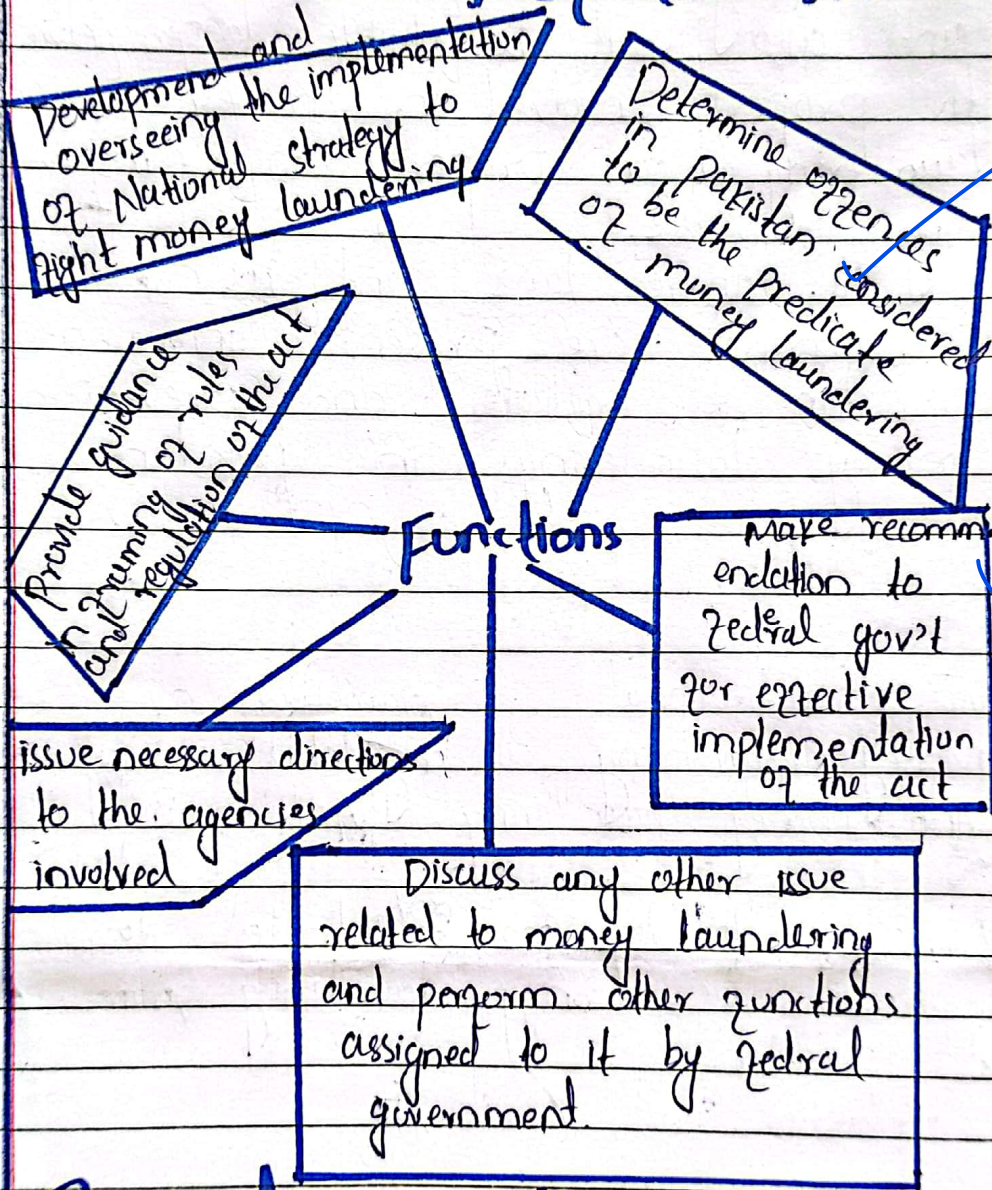 Development and
overseeing the implementation
of National strategy to
fight money laundering
Determine offences
in pakistan considered
to be the predicate
of money laundering
Provide guidance
in framing of rules
and regulation of the act
Functions
Make recomm
endation to
federal gov't
for effective
implementation
of the act
issue necessary directions
to the agencies
involved
Discuss any other issue
related to money laundering
and perform other functions
assigned to it by fedral
government.